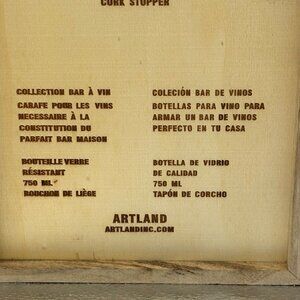 CORK STOPPER
COLLECTION BAR À VIN
CARAFE POUR LES VINS
NECESSAIRE À LA
CONSTITUTION DU
PARFAIT BAR MAISON
BOUTEILLE VERRE
RÉSISTANT
750 ML
BOUCHON DE LIÈGE
COLECIÓN BAR DE VINOS
BOTELLAS PARA VINO PARA
ARMAR UN BAR DE VINOS
PERFECTO EN TU CASA
BOTELLA DE VIDRIO
DE CALIDAD
750 ML
TAPÓN DE CORCHO
ARTLAND
ARTLANDINC.COM